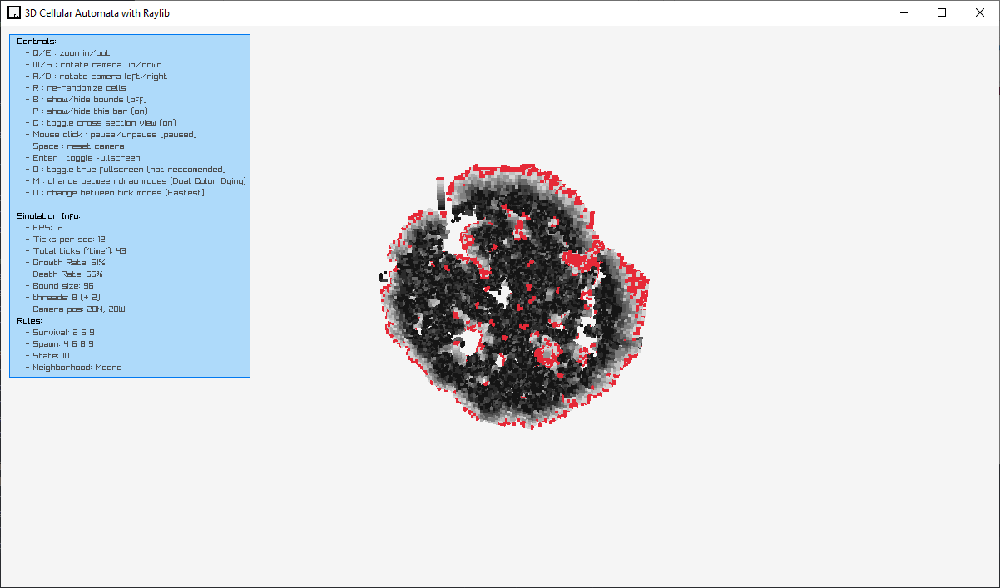 3D Cellular Automata with Raylib
Controls:
- Q/E : zoom in/out
- W/S : rotate camera up/down
- A/D : rotate camera left/right
- R : re-randomize cells
- B : show/hide bounds (off)
- P : show/hide this bar (on)
- C : toggle cross section view (on)
- Mouse click : pause/unpause (paused)
- Space : reset camera
- Enter : toggle fullscreen
- O : toggle true fullscreen (not reccomended)
- M : change between draw modes [Dual Color Dying]
- U : change between tick modes [Fastest]
Simulation Info:
- FPS: 12
- Ticks per sec: 12
- Total ticks ('time'): 43
- Growth Rate: 61%
- Death Rate: 56%
- Bound size: 96
- threads: 8 (+ 2)
- Camera pos: 20N, 20W
Rules:
- Survival: 2 6 9
- Spawn: 4 6 8 9
- State: 10
- Neighborhood: Moore